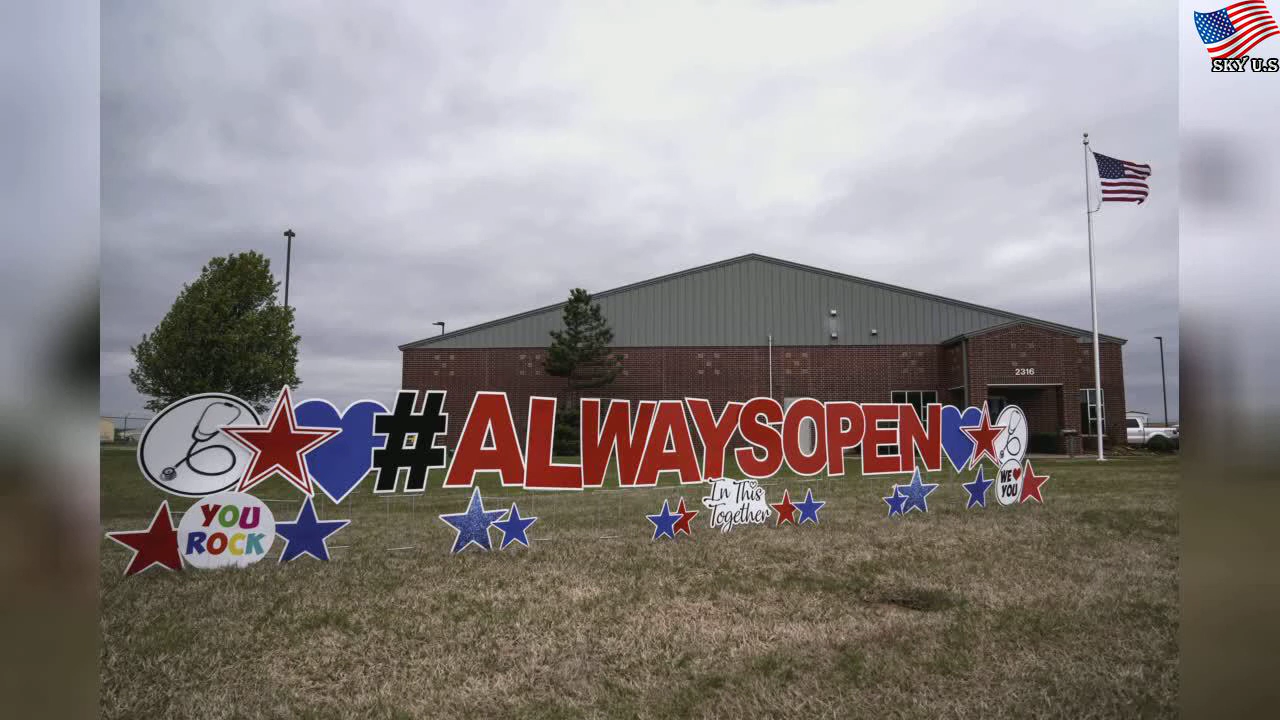 SKY U.S
2316
#ALWAYSOPEN
YOU
ROCK
In This
Together
WE
YOU